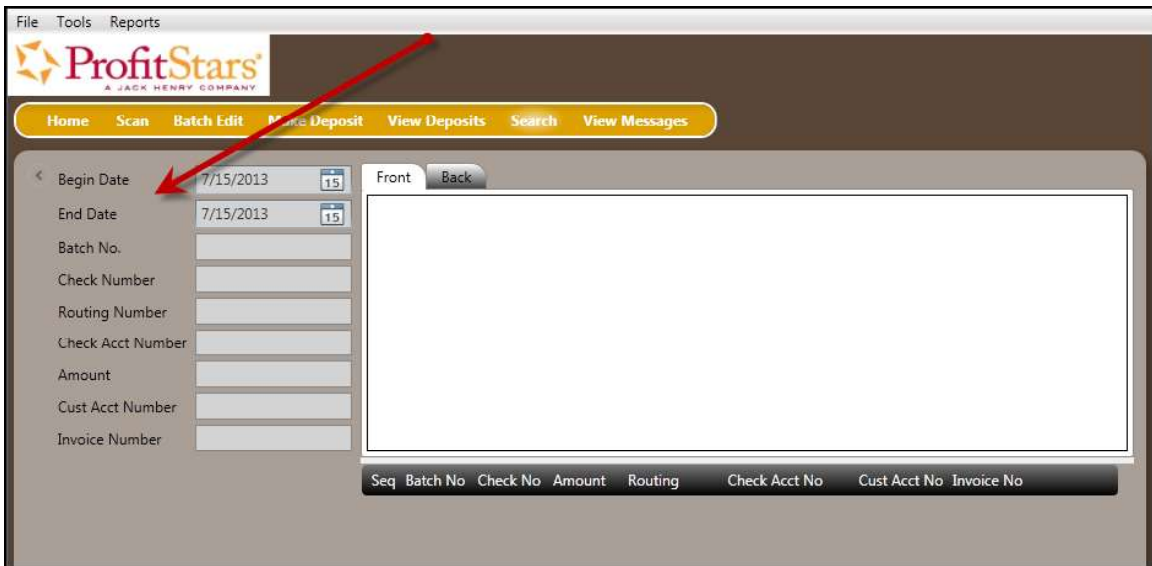 File Tools Reports
ProfitStars
A JACK HENRY COMPANY
Home Scan Batch Edit Make Deposit View Deposits Search View Messages
Begin Date 7/15/2013 15
End Date 7/15/2013 15
Batch No.
Check Number
Routing Number
Check Acct Number
Amount
Cust Acct Number
Invoice Number
Front Back
Seq Batch No Check No Amount Routing Check Acct No Cust Acct No Invoice No